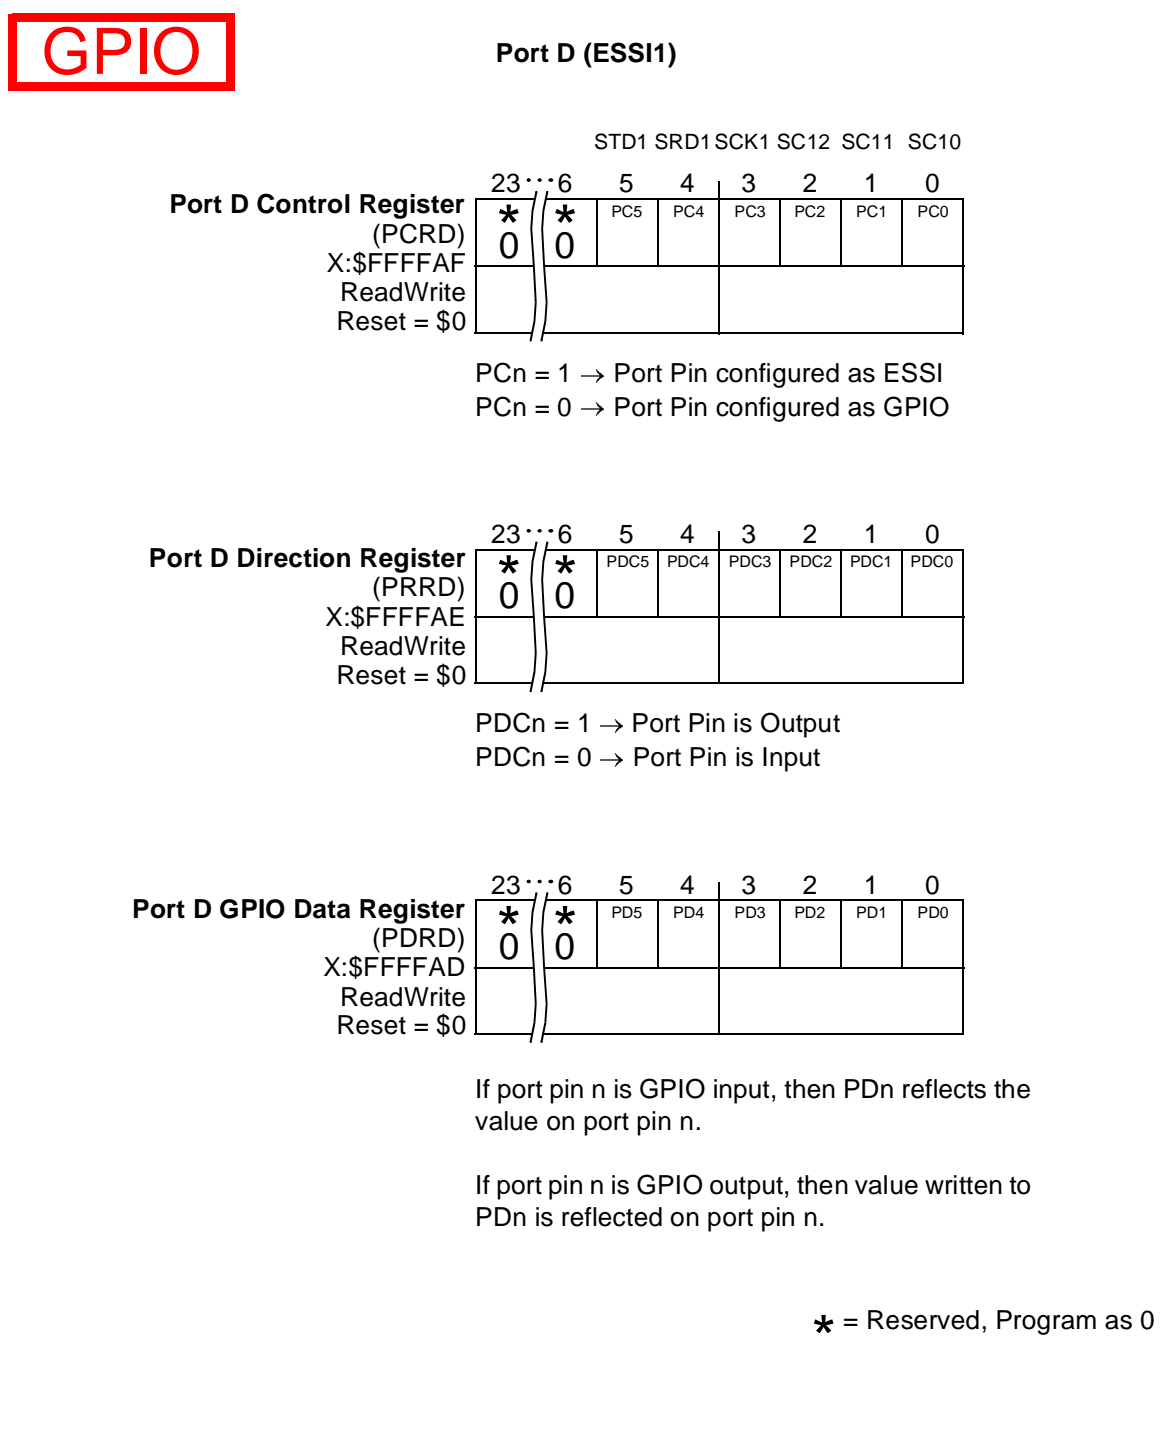 GPIO
Port D (ESSI1)
STD1 SRD1 SCK1 SC12 SC11 SC10
23 ··· 6 5 4 3 2 1 0
Port D Control Register
(PCRD)
X:$FFFFAF
ReadWrite
Reset = $0
* * PC5 PC4 PC3 PC2 PC1 PC0
0 0
PCn = 1 → Port Pin configured as ESSI
PCn = 0 → Port Pin configured as GPIO
23 ··· 6 5 4 3 2 1 0
Port D Direction Register
(PRRD)
X:$FFFFAE
ReadWrite
Reset = $0
* * PDC5 PDC4 PDC3 PDC2 PDC1 PDC0
0 0
PDCn = 1 → Port Pin is Output
PDCn = 0 → Port Pin is Input
23 ··· 6 5 4 3 2 1 0
Port D GPIO Data Register
(PDRD)
X:$FFFFAD
ReadWrite
Reset = $0
* * PD5 PD4 PD3 PD2 PD1 PD0
0 0
If port pin n is GPIO input, then PDn reflects the
value on port pin n.
If port pin n is GPIO output, then value written to
PDn is reflected on port pin n.
* = Reserved, Program as 0